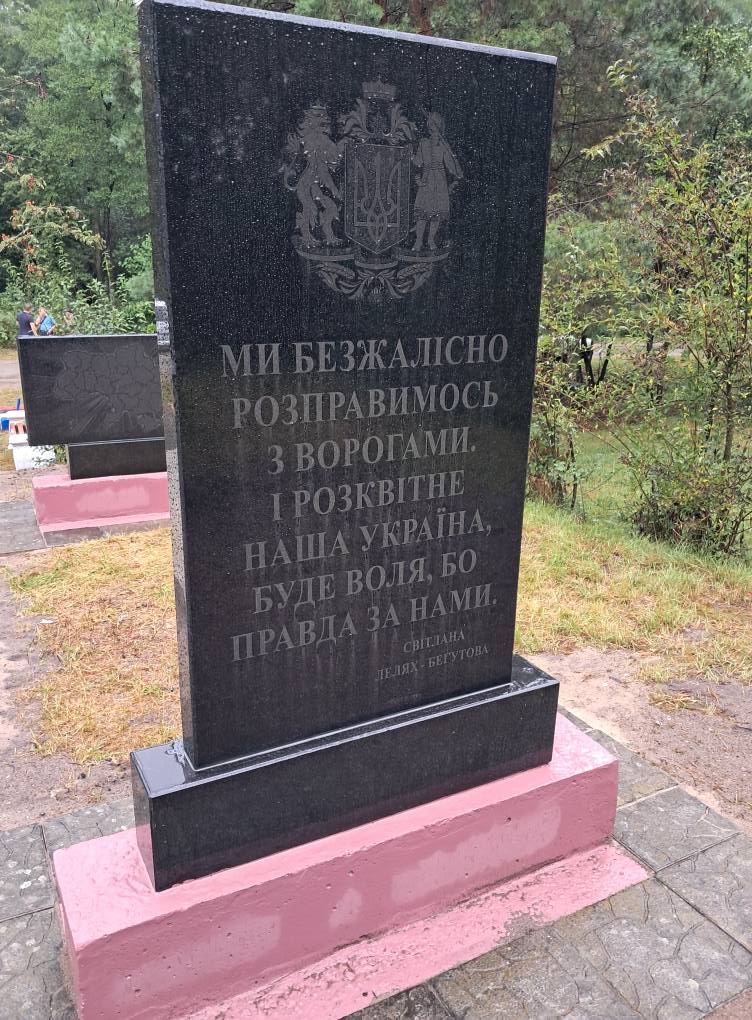 МИ БЕЗЖАЛІСНО
РОЗПРАВИМОСЬ
З ВОРОГАМИ.
І РОЗКВІТНЕ
НАША УКРАЇНА,
БУДЕ ВОЛЯ, БО
ПРАВДА ЗА НАМИ.
СВІТЛАНА
ЛЕЛЯХ - БЕГУТОВА